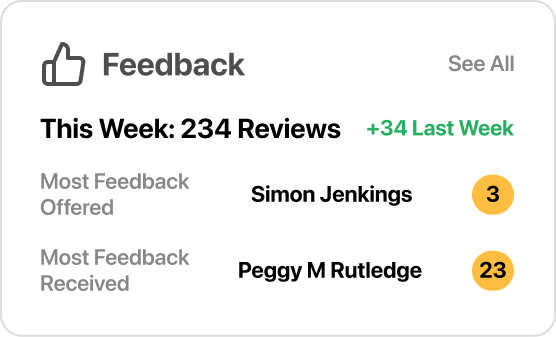 Feedback See All
This Week: 234 Reviews +34 Last Week
Most Feedback
Offered
Simon Jenkings 3
Most Feedback
Received
Peggy M Rutledge 23